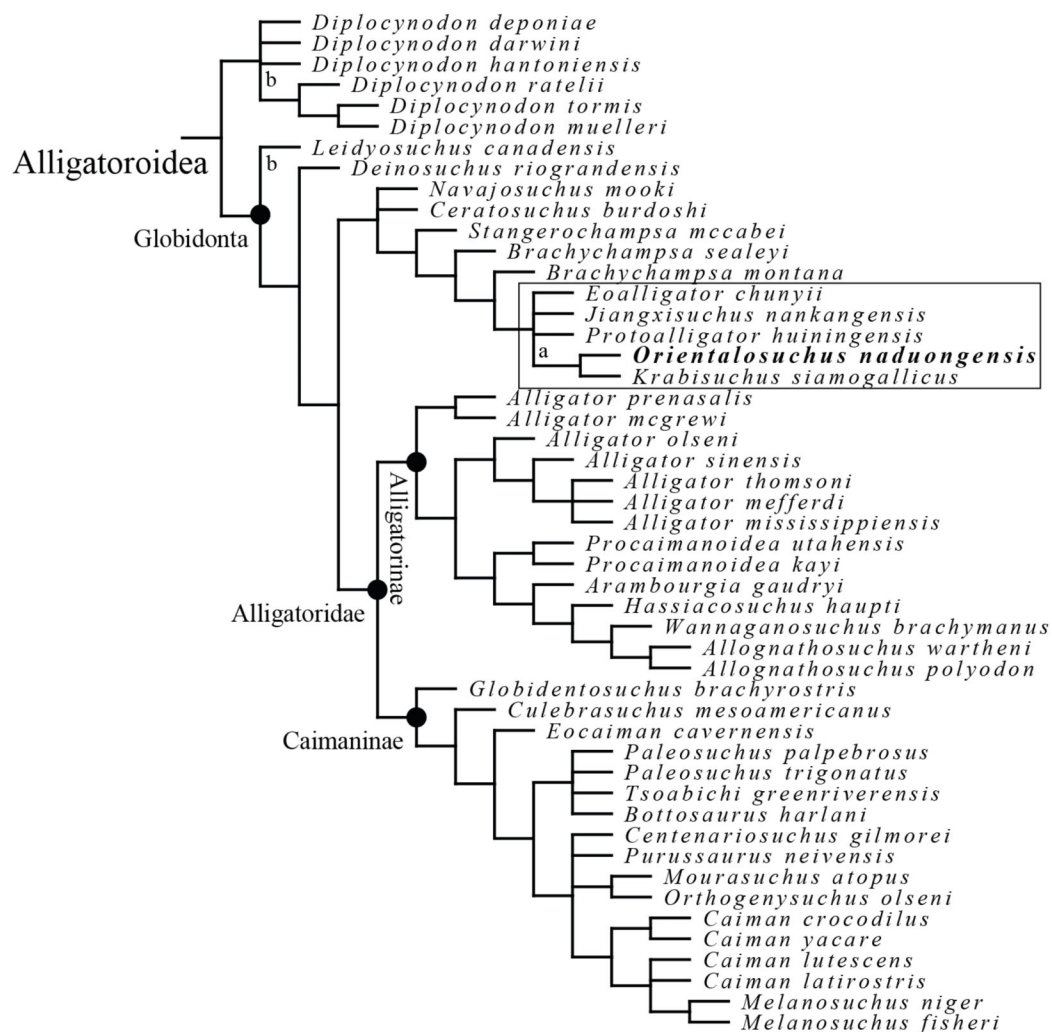 Diplocynodon deponiae
Diplocynodon darwini
Diplocynodon hantoniensis
b
Diplocynodon ratelii
Diplocynodon tormis
Diplocynodon muelleri
Alligatoroidea
Leidyosuchus canadensis
b
Deinosuchus riograndensis
Navajosuchus mooki
Ceratosuchus burdoshi
Globidonta
Stangerochampsa mccabei
Brachychampsa sealeyi
Brachychampsa montana
Eoalligator chunyii
Jiangxisuchus nankangensis
Protoalligator huiningensis
a
Orientalosuchus naduongensis
Krabisuchus siamogallicus
Alligator prenasalis
Alligator mcgrewi
Alligator olseni
Alligator sinensis
Alligator thomsoni
Alligator mefferdi
Alligator mississippiensis
Alligatorinae
Procaimanoidea utahensis
Procaimanoidea kayi
Arambourgia gaudryi
Hassiacosuchus haupti
Alligatoridae
Wannaganosuchus brachymanus
Allognathosuchus wartheni
Allognathosuchus polyodon
Globidentosuchus brachyrostris
Culebrasuchus mesoamericanus
Eocaiman cavernensis
Caimaninae
Paleosuchus palpebrosus
Paleosuchus trigonatus
Tsoabichi greenriverensis
Bottosaurus harlani
Centenariosuchus gilmorei
Purussaurus neivensis
Mourasuchus atopus
Orthogenysuchus olseni
Caiman crocodilus
Caiman yacare
Caiman lutescens
Caiman latirostris
Melanosuchus niger
Melanosuchus fisheri